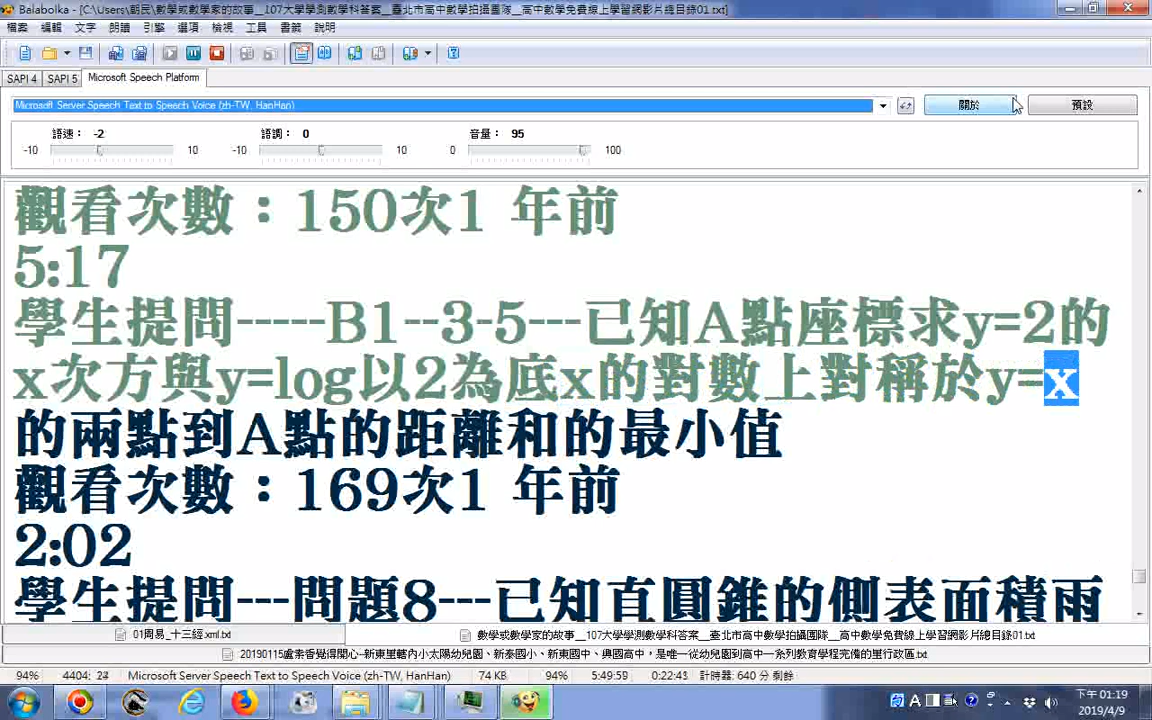 Balabolka - [C:\Users\朝民\數學或數學家的故事__107大學學測數學科答案__臺北市高中數學拍攝團隊__高中數學免費線上學習網影片總目錄01.txt]
檔案 編輯 文字 朗讀 引擎 選項 檢視 工具 書籤 說明
SAPI 4 SAPI 5 Microsoft Speech Platform
Microsoft Server Speech Text to Speech Voice (zh-TW, HanHan) 關於 預設
語速： -2 語調： 0 音量： 95
-10 10 -10 10 0 100
觀看次數：150次1 年前
5:17
學生提問-----B1--3-5---已知A點座標求y=2的
x次方與y=log以2為底x的對數上對稱於y=x
的兩點到A點的距離和的最小值
觀看次數：169次1 年前
2:02
學生提問---問題8---已知直圓錐的側表面積兩
01周易_十三經.xml.txt 數學或數學家的故事__107大學學測數學科答案__臺北市高中數學拍攝團隊__高中數學免費線上學習網影片總目錄01.txt
20190115盧素香覺得開心--新東里轄內小太陽幼兒園、新泰國小、新東國中、興國高中，是唯一從幼兒園到高中一系列教育學程完備的里行政區.txt
94% 4404: 23 Microsoft Server Speech Text to Speech Voice (zh-TW, HanHan) 74 KB 94% 5:49:59 0:22:43 計時器: 640 分 剩餘
下午 01:19
2019/4/9